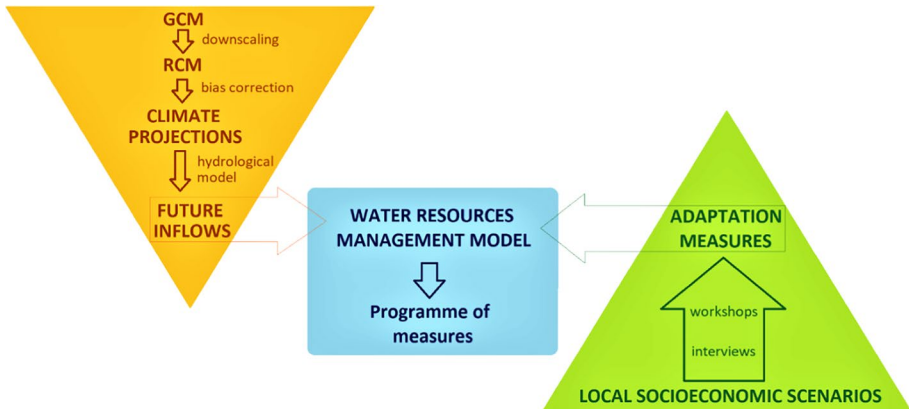 GCM
downscaling
RCM
bias correction
CLIMATE
PROJECTIONS
hydrological
model
FUTURE
INFLOWS
WATER RESOURCES
MANAGEMENT MODEL
Programme of
measures
ADAPTATION
MEASURES
workshops
interviews
LOCAL SOCIOECONOMIC SCENARIOS